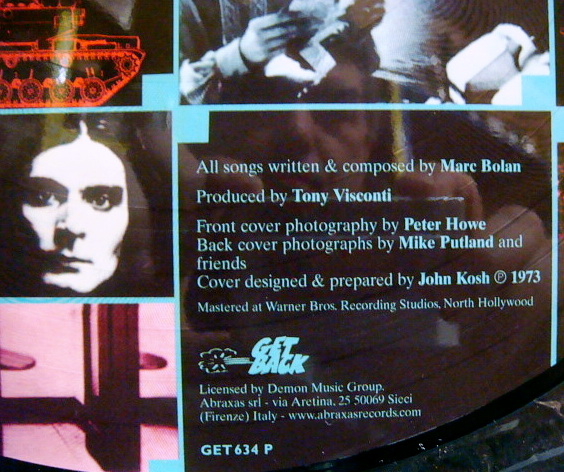 All songs written & composed by Marc Bolan
Produced by Tony Visconti
Front cover photography by Peter Howe
Back cover photographs by Mike Putland and
friends
Cover designed & prepared by John Kosh ℗ 1973
Mastered at Warner Bros. Recording Studios, North Hollywood
GET
BACK
Licensed by Demon Music Group.
Abraxas srl - via Aretina, 25 50069 Sieci
(Firenze) Italy - www.abraxasrecords.com
GET634 P